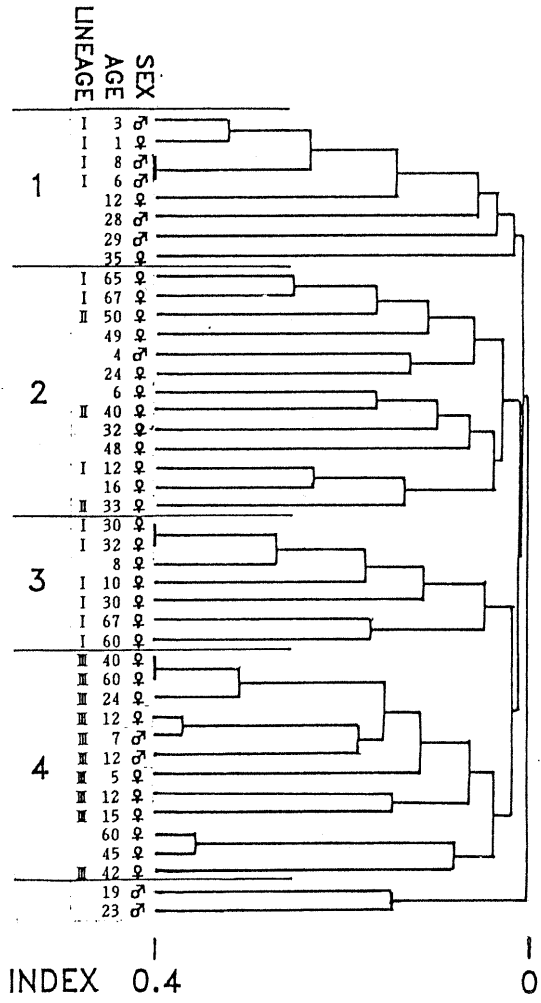 LINEAGE AGE SEX
1
I 3 ♂
I 1 ♀
I 8 ♂
I 6 ♂
12 ♀
28 ♂
29 ♂
35 ♀
2
I 65 ♀
I 67 ♀
II 50 ♀
49 ♀
4 ♂
24 ♀
6 ♀
II 40 ♀
32 ♀
48 ♀
I 12 ♀
16 ♀
II 33 ♀
3
I 30 ♀
I 32 ♀
8 ♀
I 10 ♀
I 30 ♀
I 67 ♀
I 60 ♀
4
III 40 ♀
III 60 ♀
III 24 ♀
III 12 ♀
III 7 ♂
III 12 ♂
III 5 ♀
III 12 ♀
III 15 ♀
60 ♀
45 ♀
III 42 ♀
19 ♂
23 ♂
INDEX 0.4 0